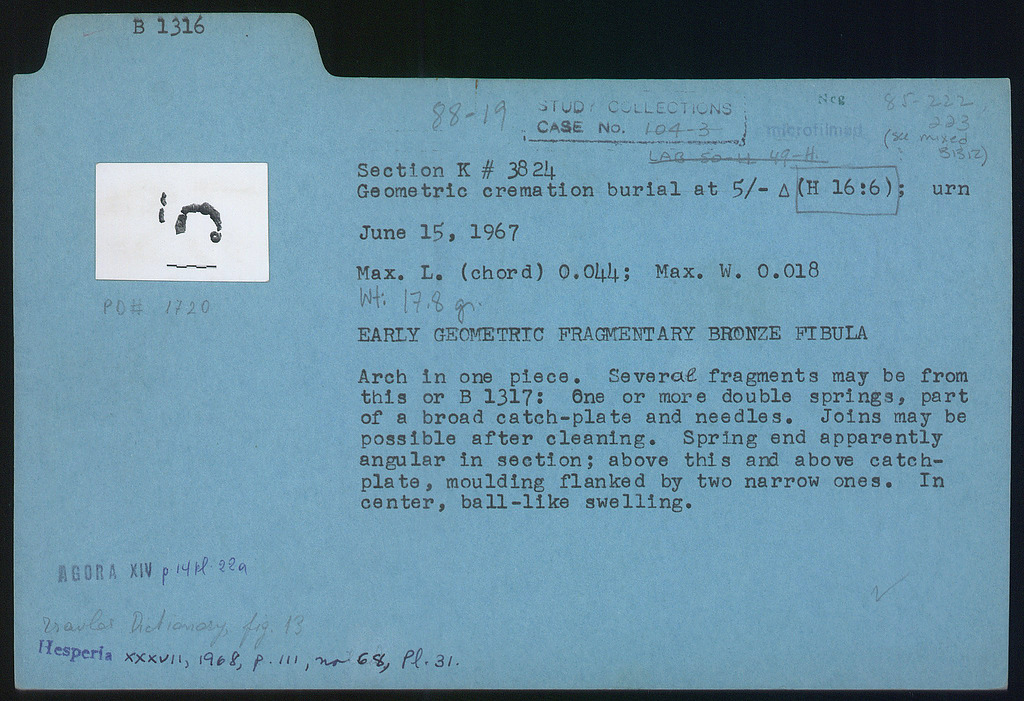 B 1316
88-19
STUDY COLLECTIONS
CASE No. 104-3
Neg
85-222,
223
(see mixed
B1312)
microfilmed
LAB 50-H 49-H.
Section K # 3824
Geometric cremation burial at 5/- Δ (H 16:6); urn
June 15, 1967
Max. L. (chord) 0.044; Max. W. 0.018
Wt: 17.8 gr.
PD# 1720
EARLY GEOMETRIC FRAGMENTARY BRONZE FIBULA
Arch in one piece. Several fragments may be from
this or B 1317: One or more double springs, part
of a broad catch-plate and needles. Joins may be
possible after cleaning. Spring end apparently
angular in section; above this and above catch-
plate, moulding flanked by two narrow ones. In
center, ball-like swelling.
AGORA XIV p.14 Pl. 22a
Travlos Dictionary, fig. 13
Hesperia XXXVII, 1968, p. 111, no 68, Pl. 31.